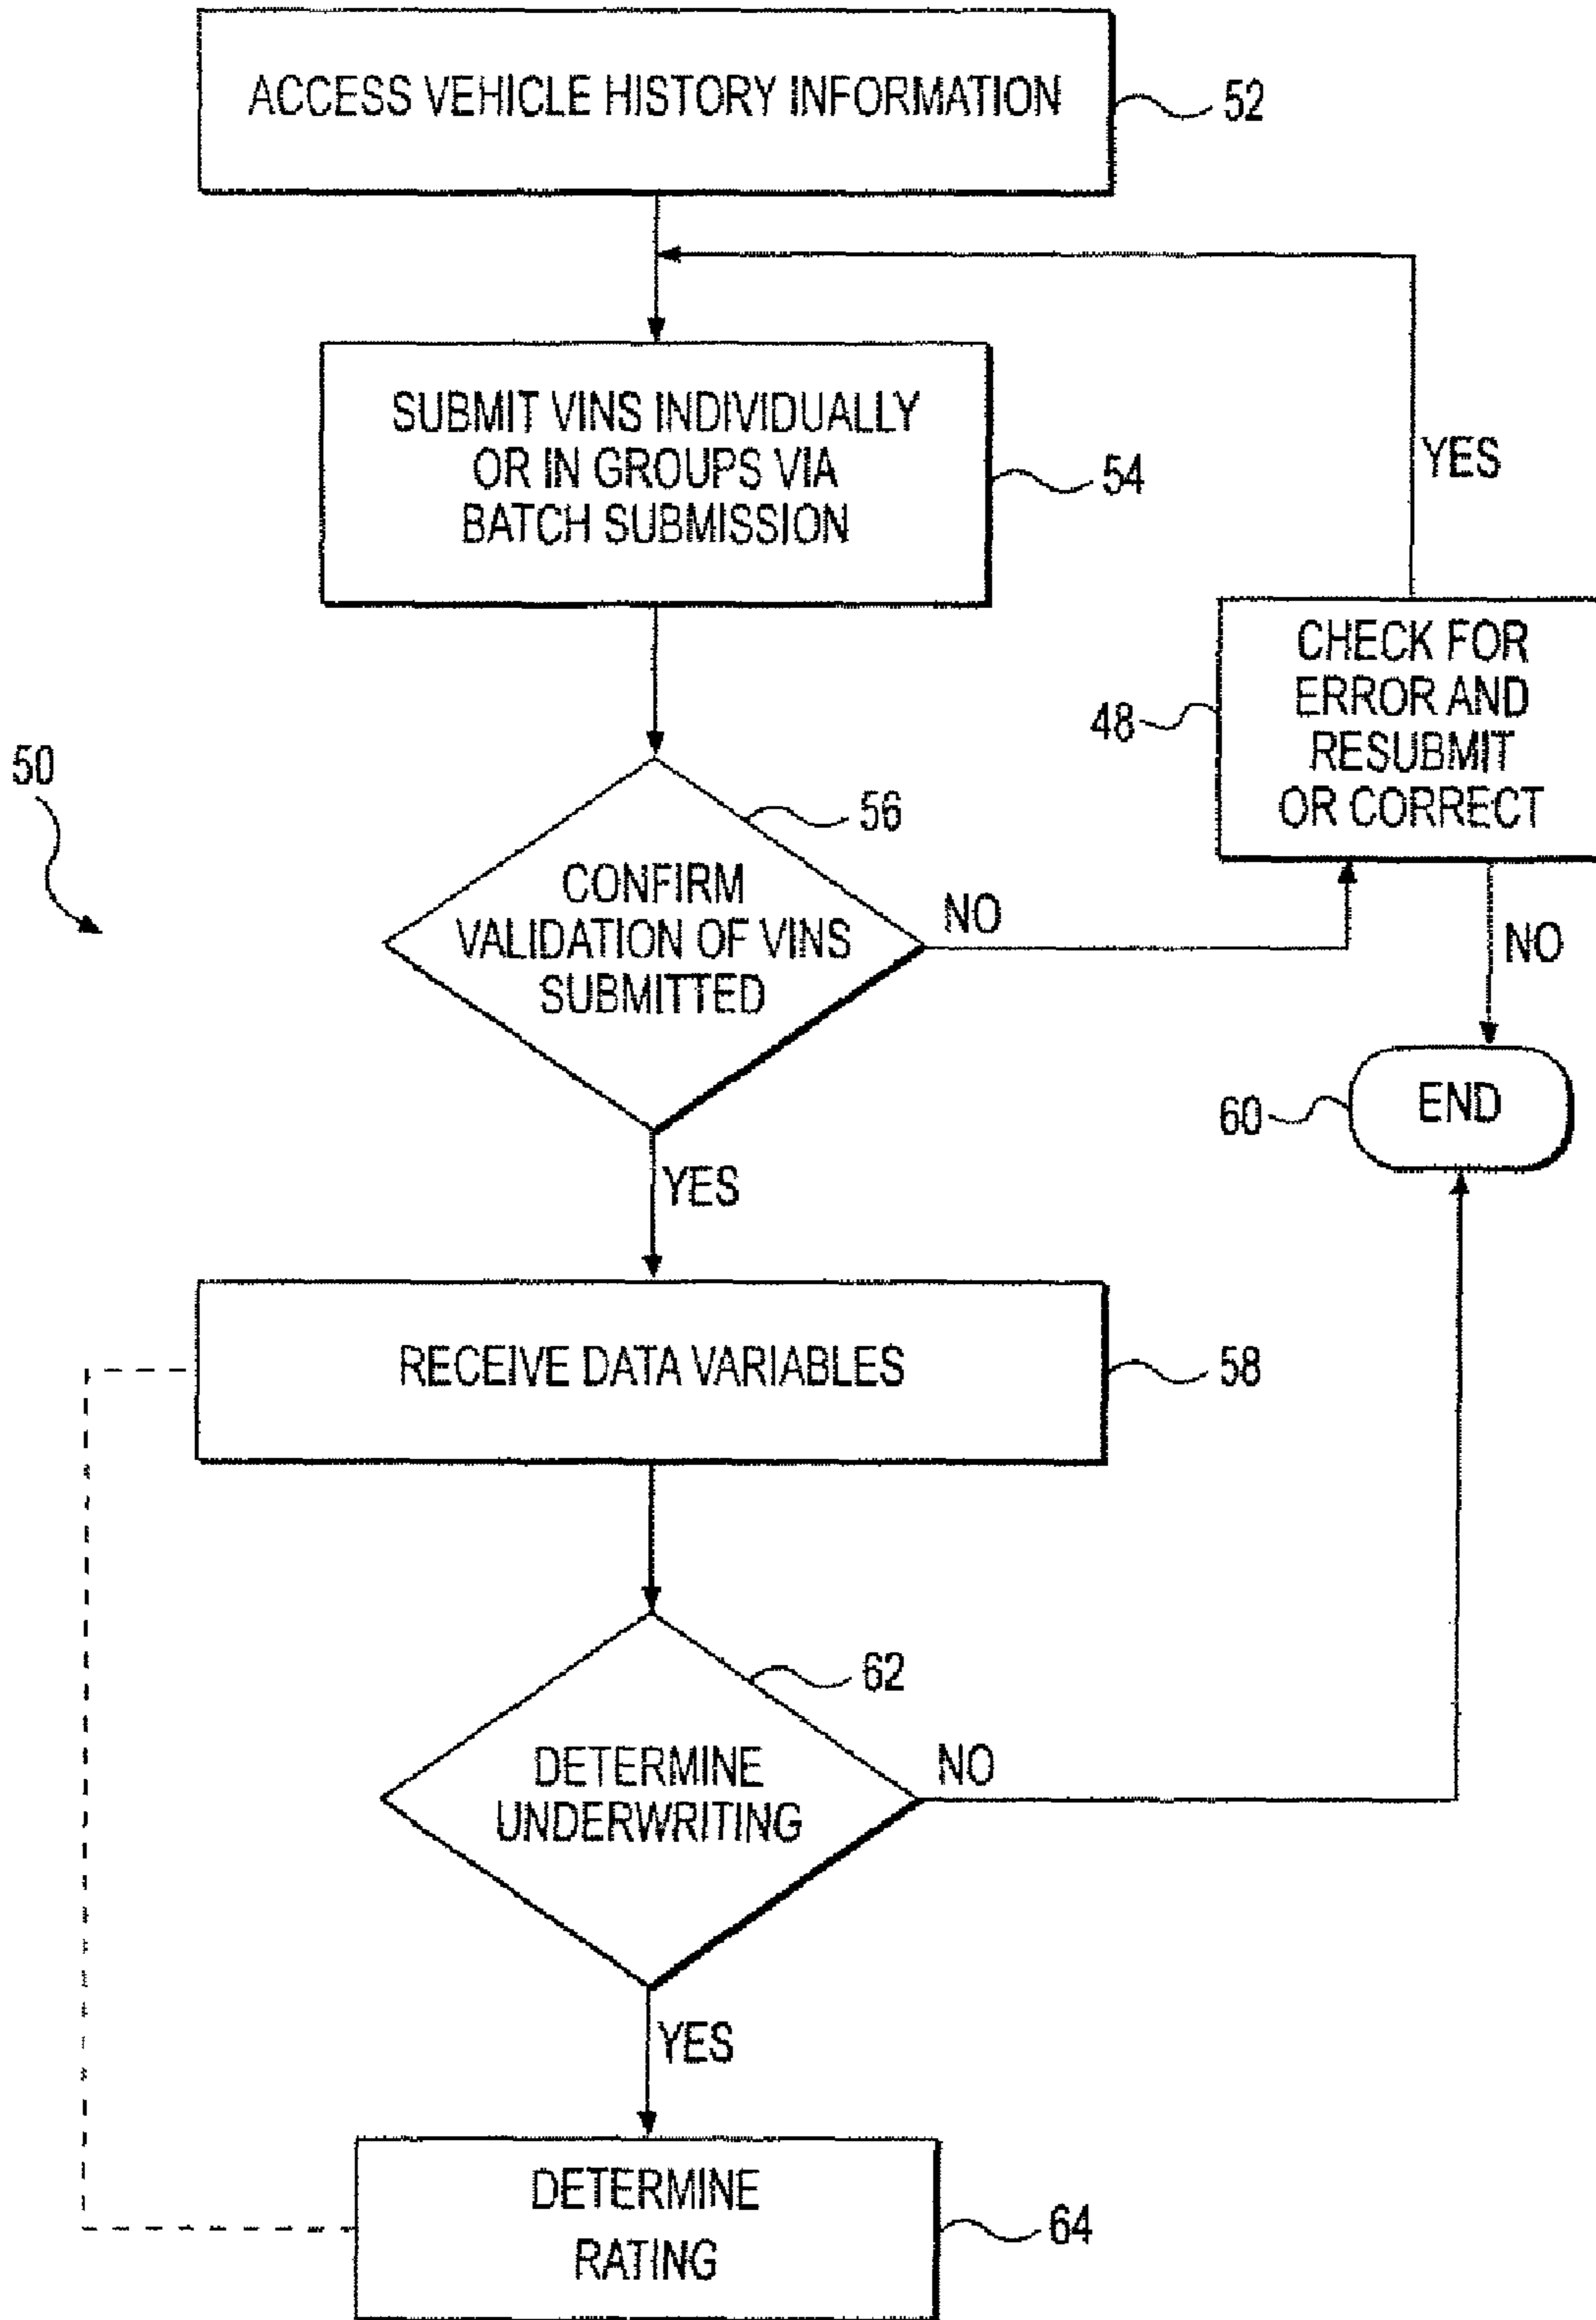 ACCESS VEHICLE HISTORY INFORMATION
52
SUBMIT VINS INDIVIDUALLY
OR IN GROUPS VIA
BATCH SUBMISSION
54
YES
CHECK FOR
ERROR AND
RESUBMIT
OR CORRECT
48
50
56
CONFIRM
VALIDATION OF VINS
SUBMITTED
NO
NO
60
END
YES
RECEIVE DATA VARIABLES
58
62
DETERMINE
UNDERWRITING
NO
YES
DETERMINE
RATING
64